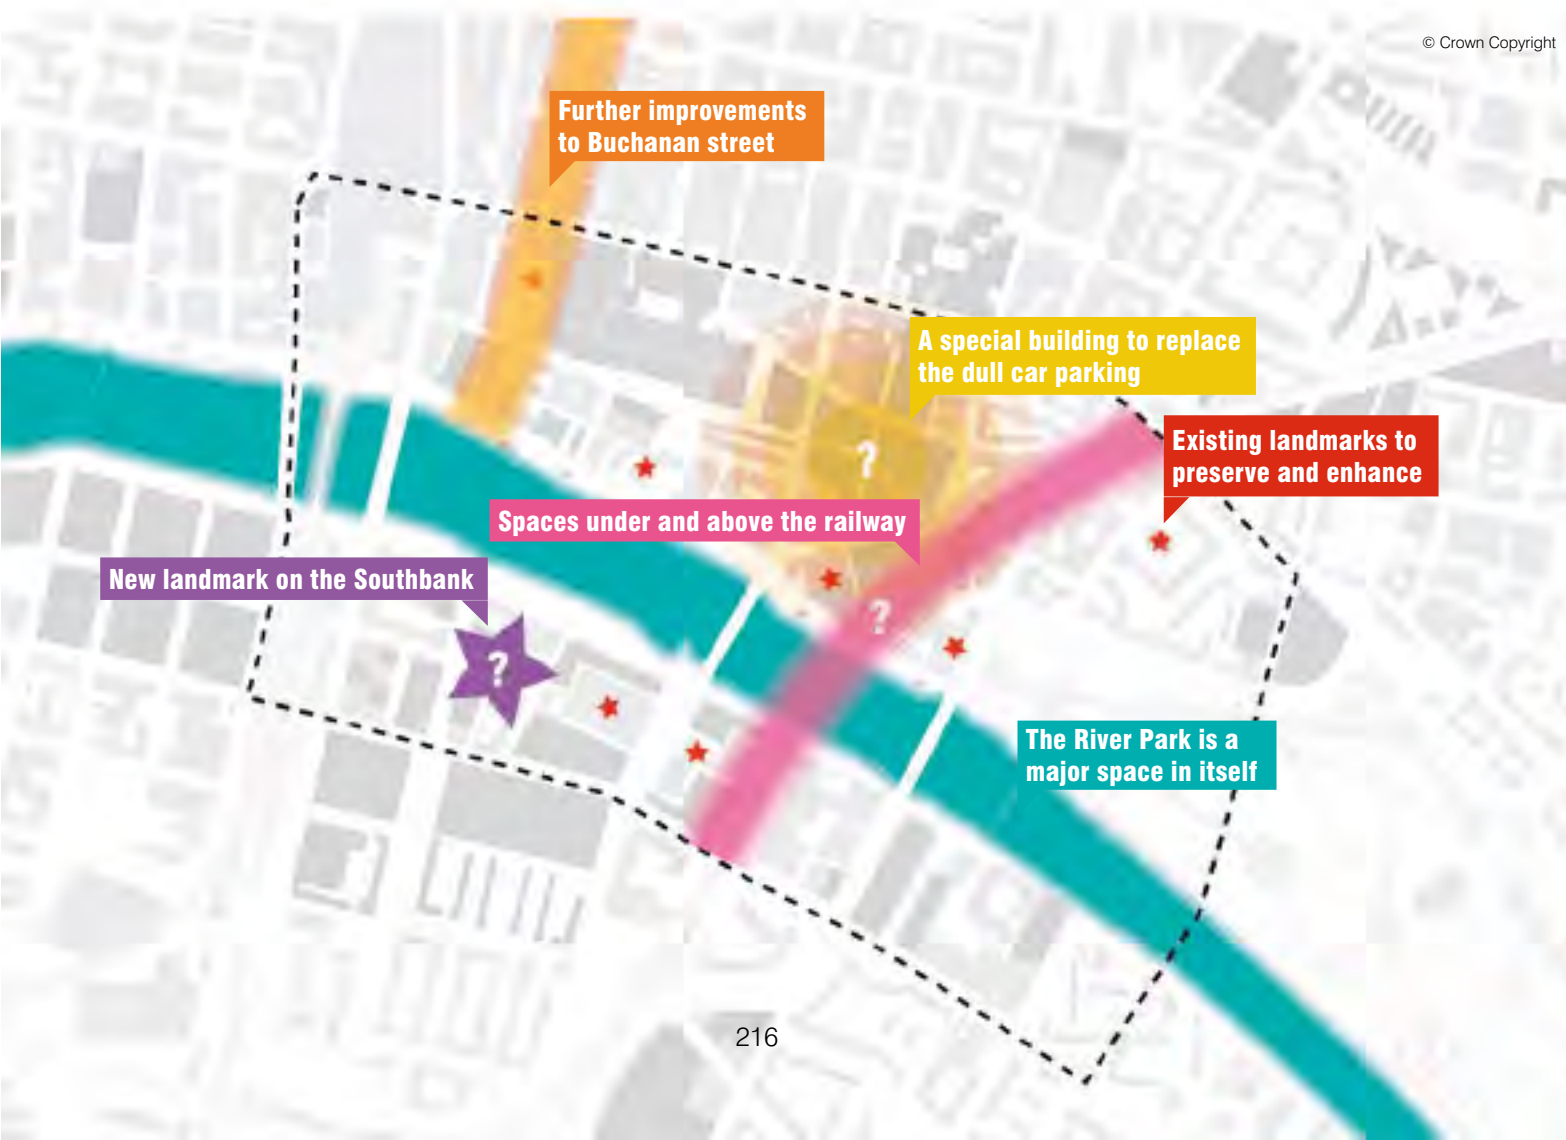 © Crown Copyright
Further improvements
to Buchanan street
A special building to replace
the dull car parking
?
Existing landmarks to
preserve and enhance
Spaces under and above the railway
New landmark on the Southbank
?
?
The River Park is a
major space in itself
216